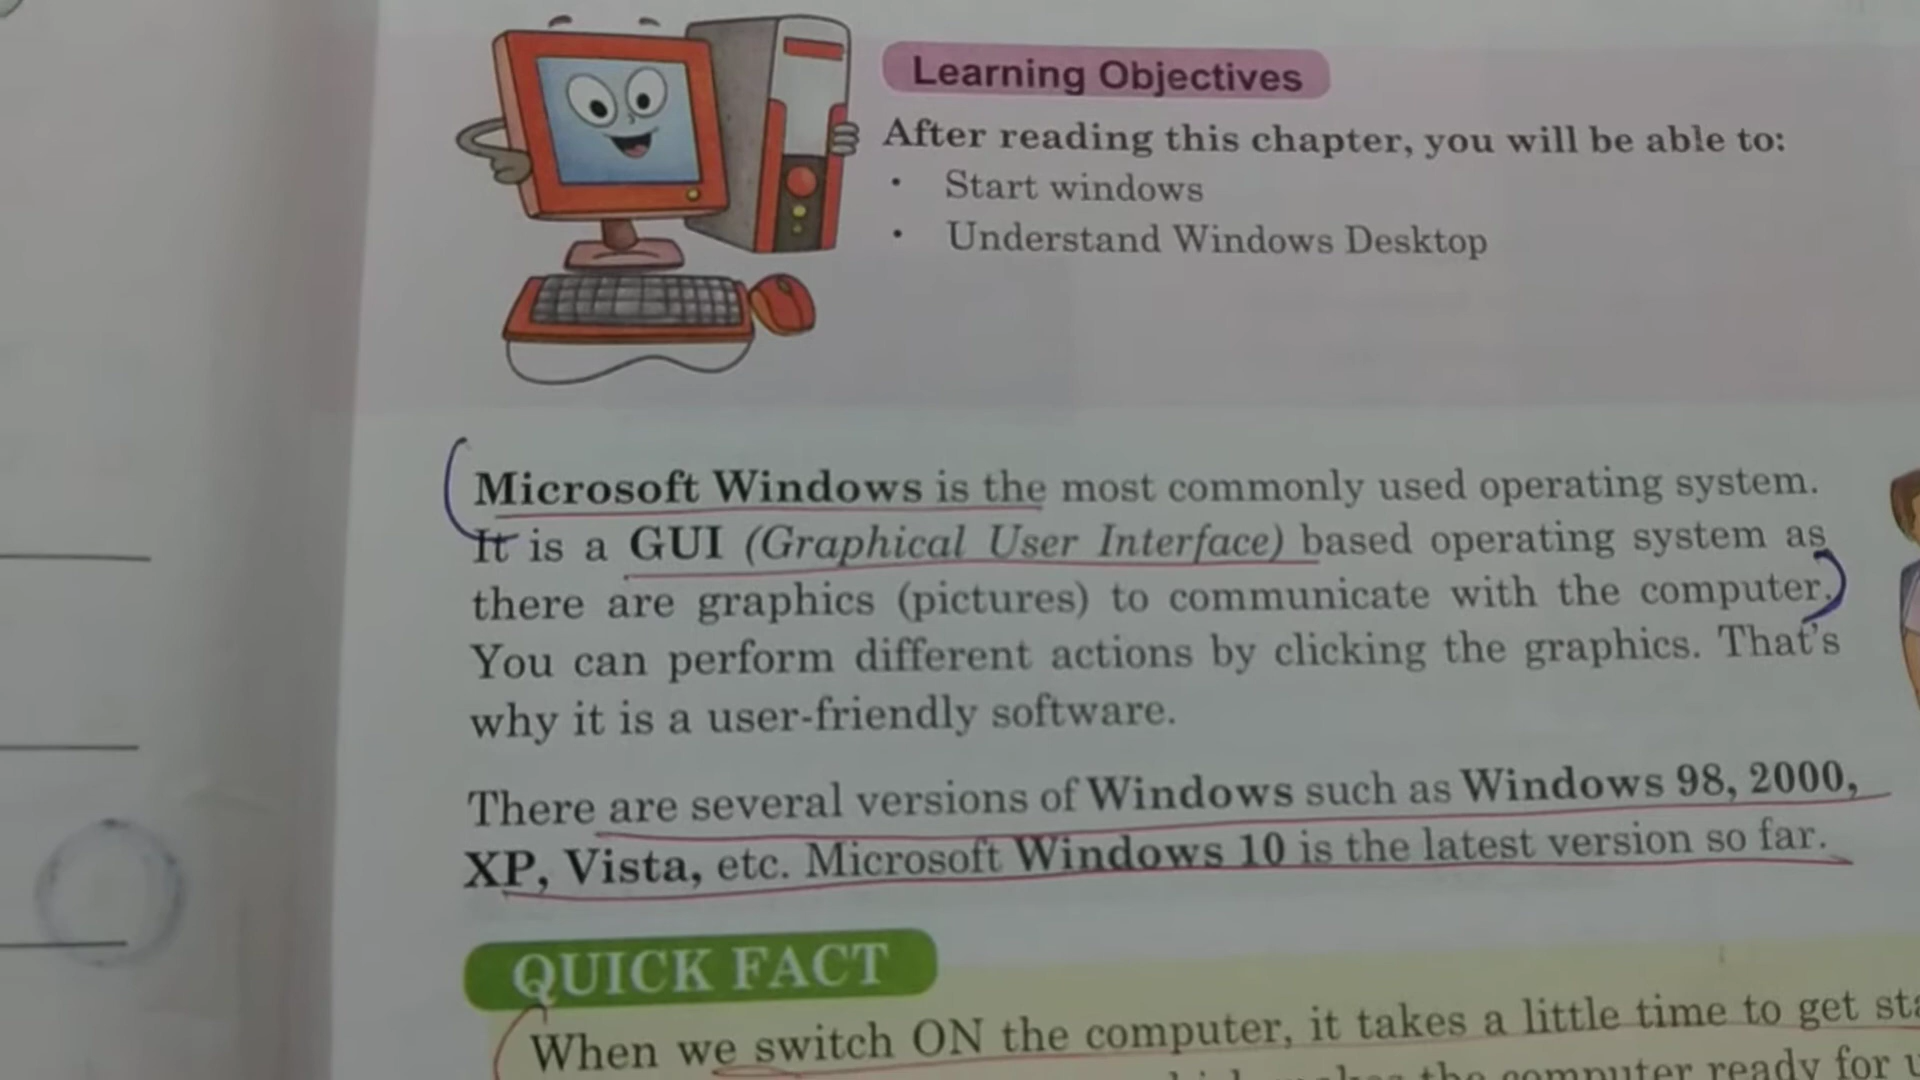 Learning Objectives
After reading this chapter, you will be able to:
• Start windows
• Understand Windows Desktop
Microsoft Windows is the most commonly used operating system.
It is a GUI (Graphical User Interface) based operating system as
there are graphics (pictures) to communicate with the computer.
You can perform different actions by clicking the graphics. That's
why it is a user-friendly software.
There are several versions of Windows such as Windows 98, 2000,
XP, Vista, etc. Microsoft Windows 10 is the latest version so far.
QUICK FACT
When we switch ON the computer, it takes a little time to get
the computer ready for